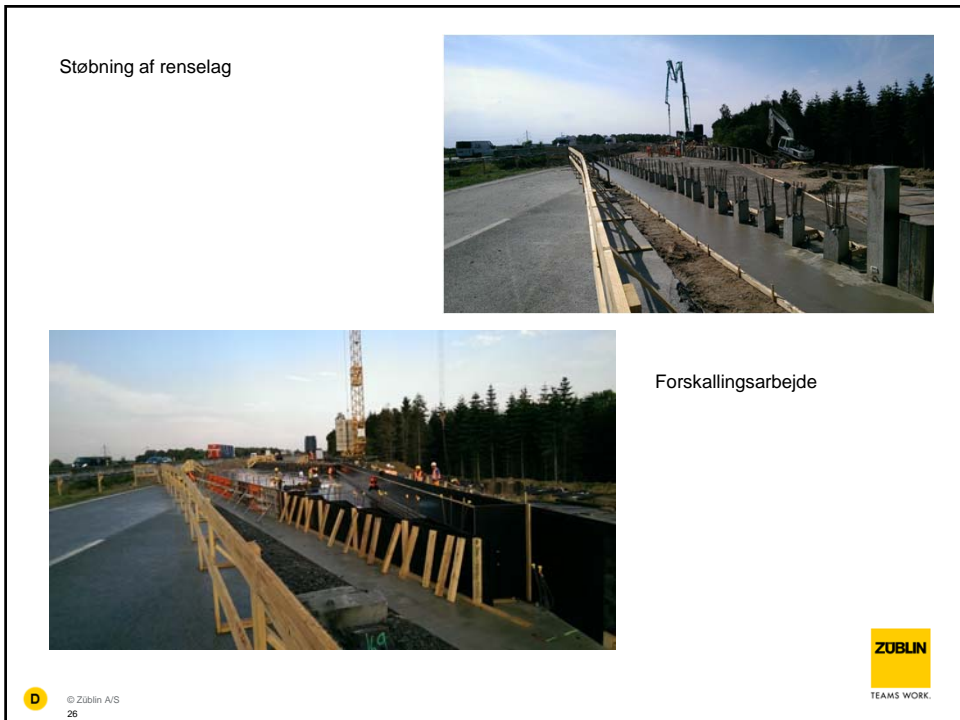 Støbning af renselag
Forskallingsarbejde
ZÜBLIN
TEAMS WORK.
D
© Züblin A/S
26